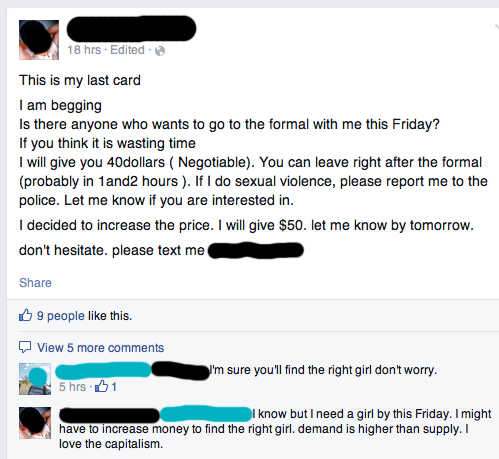 18 hrs · Edited ·
This is my last card
I am begging
Is there anyone who wants to go to the formal with me this Friday?
If you think it is wasting time
I will give you 40dollars ( Negotiable). You can leave right after the formal
(probably in 1and2 hours ). If I do sexual violence, please report me to the
police. Let me know if you are interested in.
I decided to increase the price. I will give $50. let me know by tomorrow.
don't hesitate. please text me
Share
9 people like this.
View 5 more comments
I'm sure you'll find the right girl don't worry.
5 hrs · 1
I know but I need a girl by this Friday. I might
have to increase money to find the right girl. demand is higher than supply. I
love the capitalism.